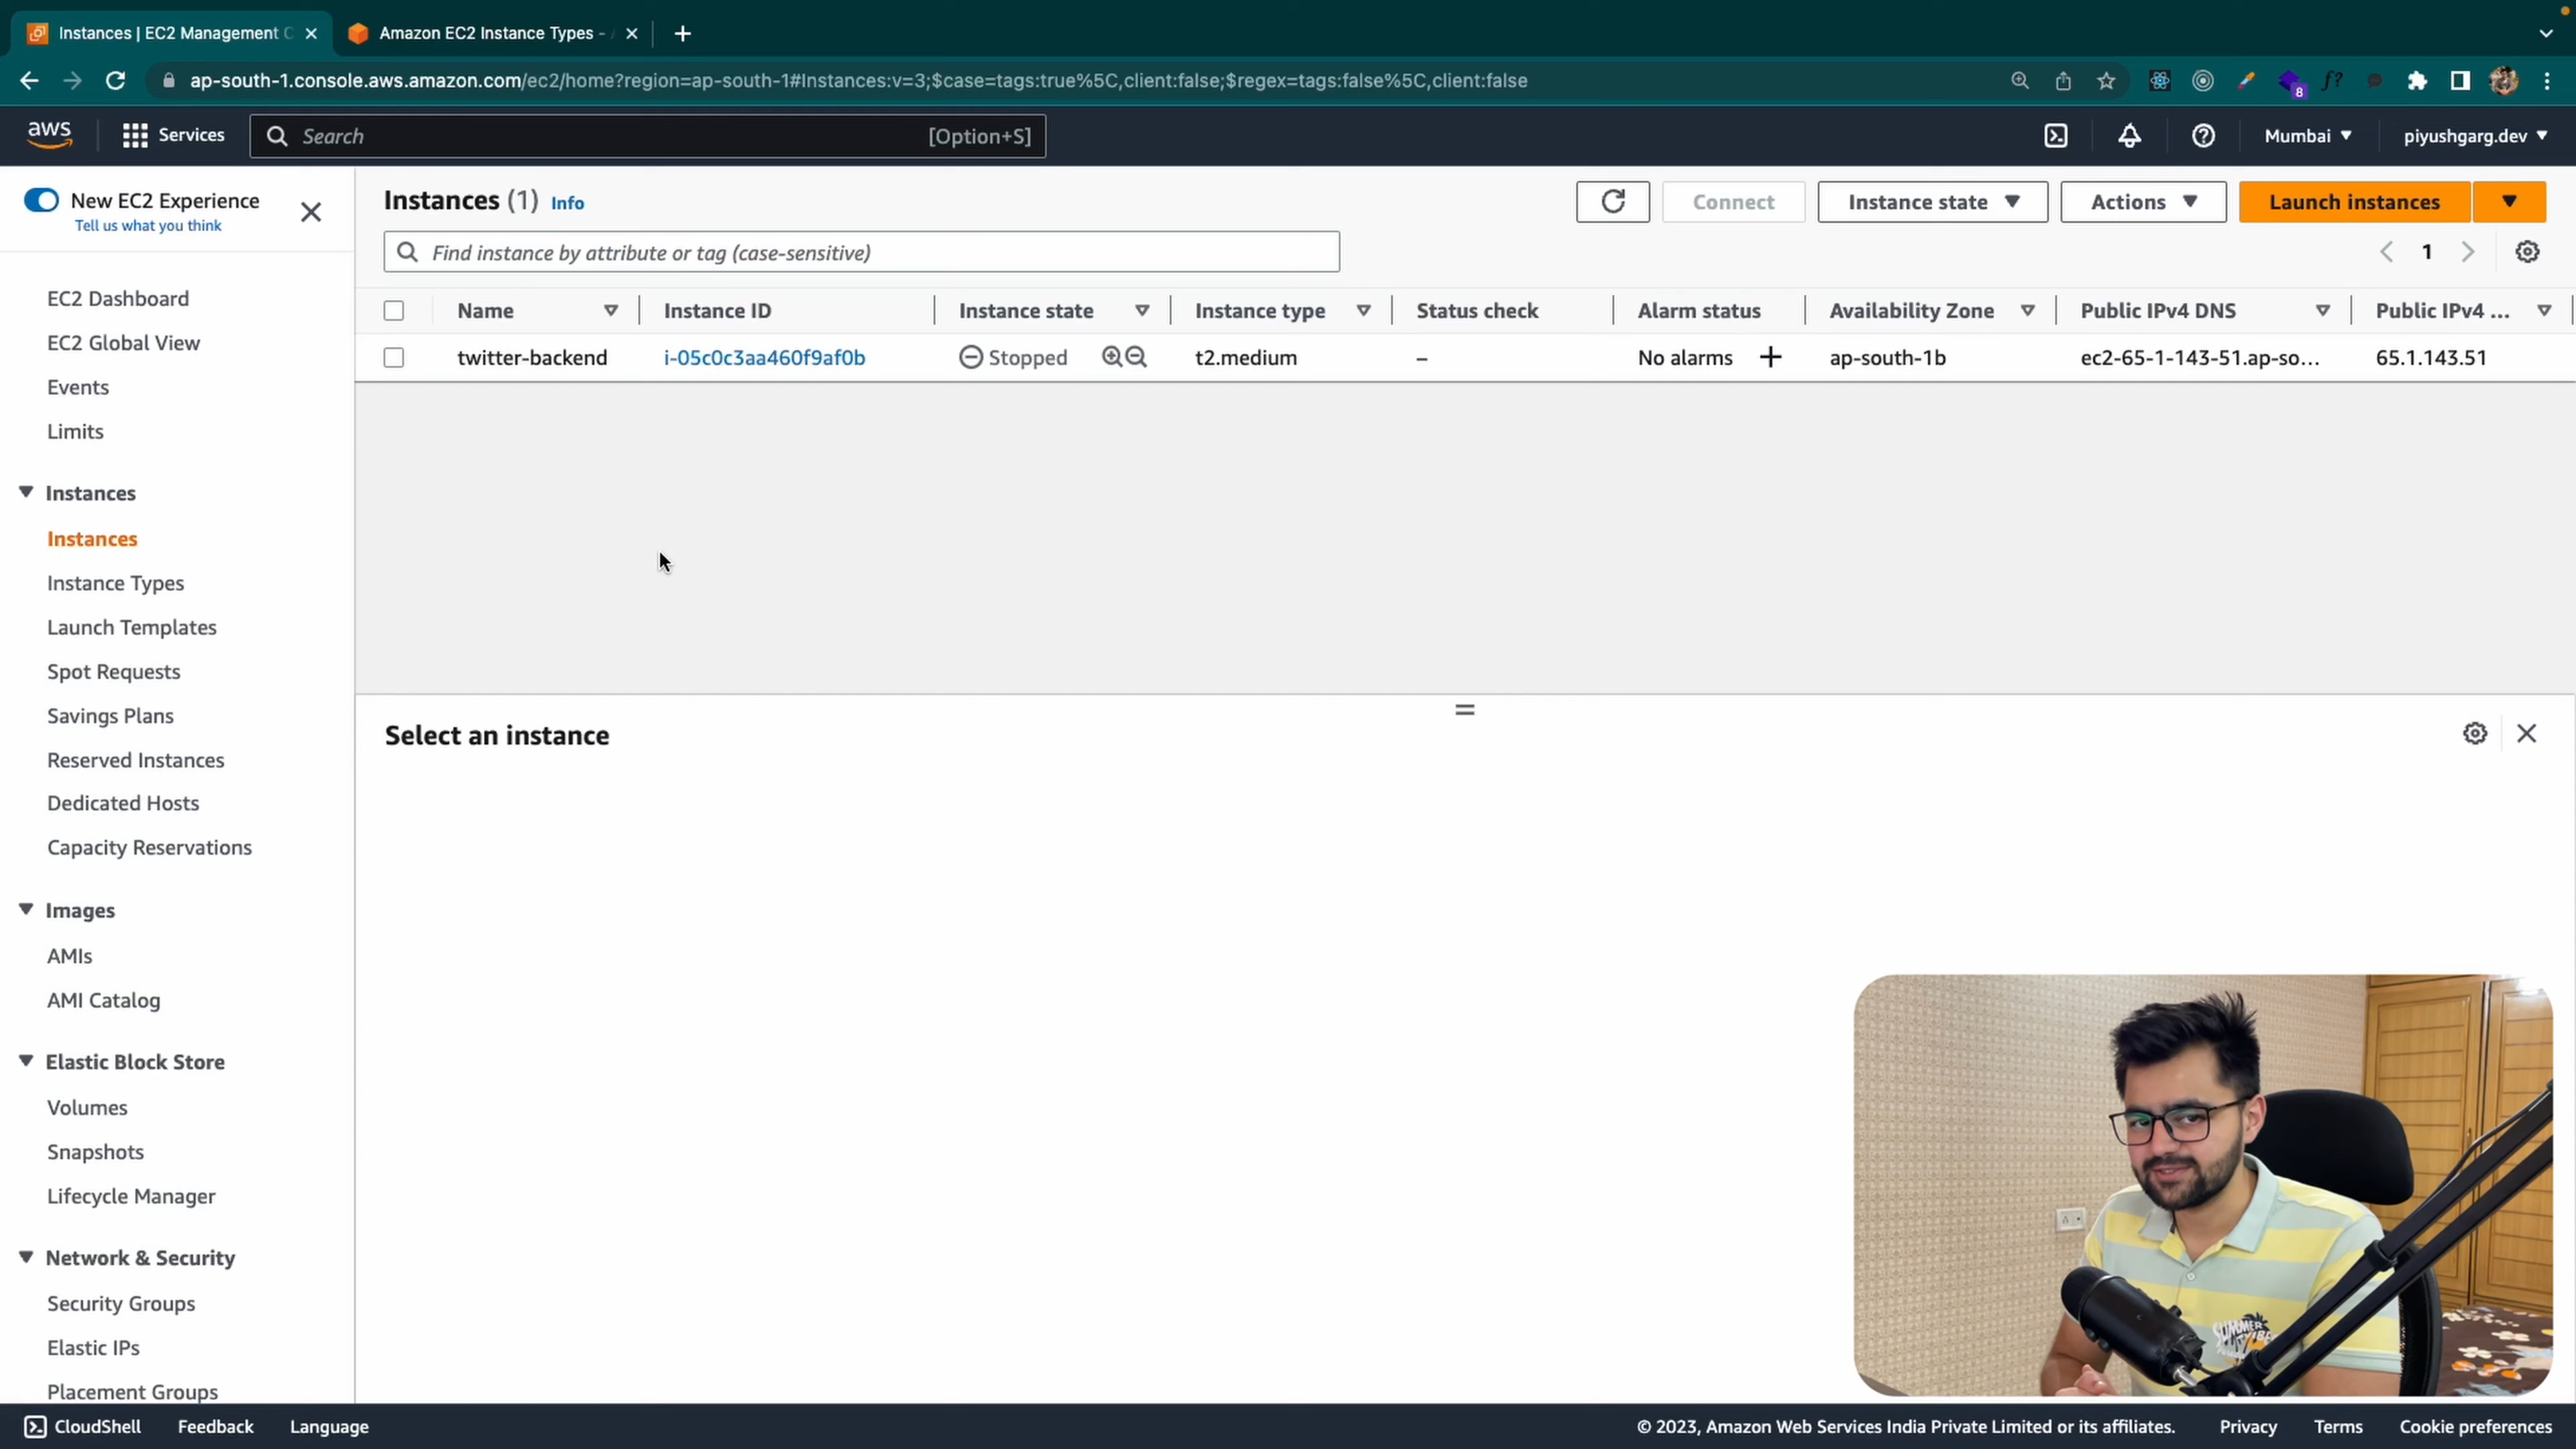 Instances | EC2 Management C
Amazon EC2 Instance Types -
ap-south-1.console.aws.amazon.com/ec2/home?region=ap-south-1#Instances:v=3;$case=tags:true%5C,client:false;$regex=tags:false%5C,client:false
8
f?
aws
Services
Search
[Option+S]
Mumbai
piyushgarg.dev
New EC2 Experience
Tell us what you think
EC2 Dashboard
EC2 Global View
Events
Limits
Instances
Instances
Instance Types
Launch Templates
Spot Requests
Savings Plans
Reserved Instances
Dedicated Hosts
Capacity Reservations
Images
AMIs
AMI Catalog
Elastic Block Store
Volumes
Snapshots
Lifecycle Manager
Network & Security
Security Groups
Elastic IPs
Placement Groups
Instances (1) Info
Connect
Instance state
Actions
Launch instances
Find instance by attribute or tag (case-sensitive)
1
Name Instance ID Instance state Instance type Status check Alarm status Availability Zone Public IPv4 DNS Public IPv4 ...
twitter-backend i-05c0c3aa460f9af0b Stopped t2.medium – No alarms + ap-south-1b ec2-65-1-143-51.ap-so... 65.1.143.51
Select an instance
SUMMER
CloudShell
Feedback
Language
© 2023, Amazon Web Services India Private Limited or its affiliates.
Privacy
Terms
Cookie preferences